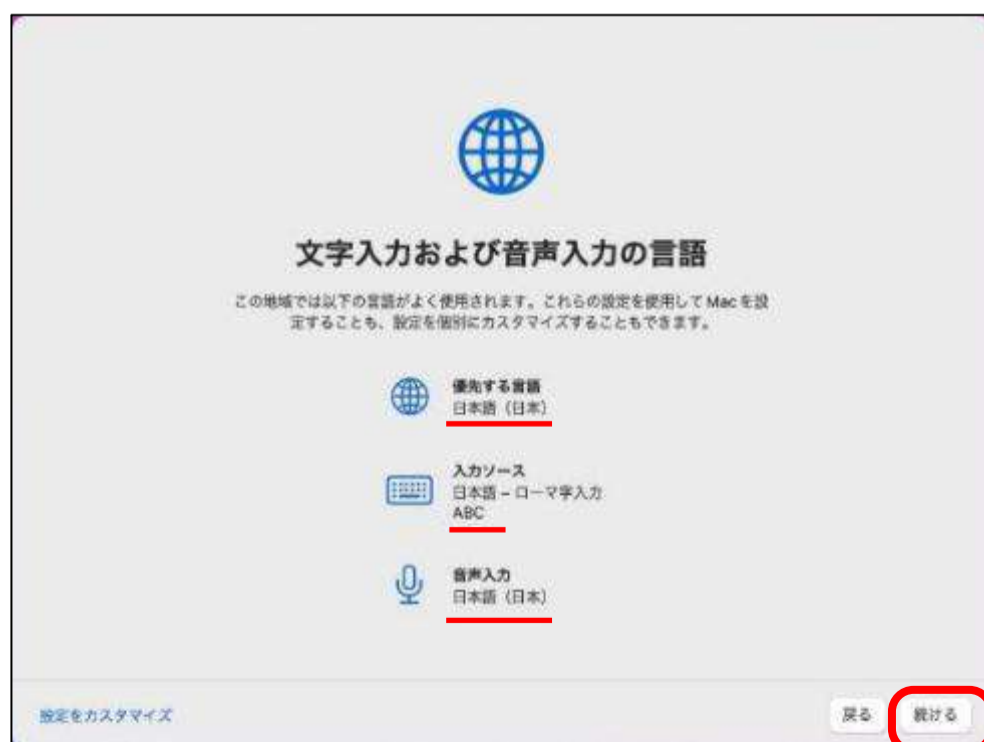 文字入力および音声入力の言語
この地域では以下の言語がよく使用されます。これらの設定を使用して Mac を設
定することも、設定を個別にカスタマイズすることもできます。
優先する言語
日本語（日本）
入力ソース
日本語 – ローマ字入力
ABC
音声入力
日本語（日本）
設定をカスタマイズ
戻る
続ける